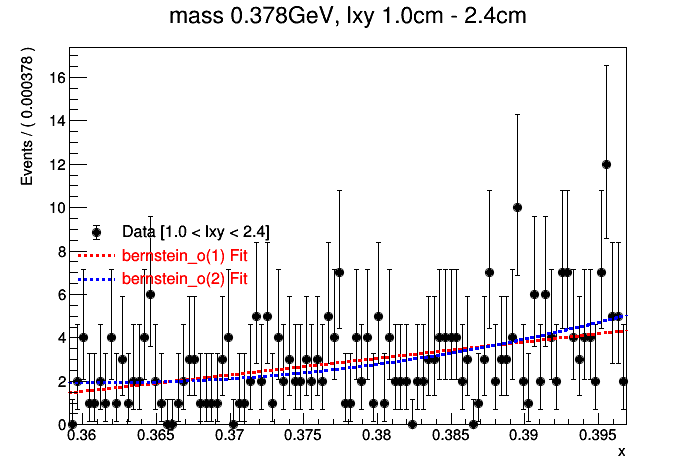 mass 0.378GeV, lxy 1.0cm - 2.4cm
Events / ( 0.000378 )
16
14
12
10
8
6
4
2
0
Data [1.0 < lxy < 2.4]
bernstein_o(1) Fit
bernstein_o(2) Fit
0.36 0.365 0.37 0.375 0.38 0.385 0.39 0.395
x